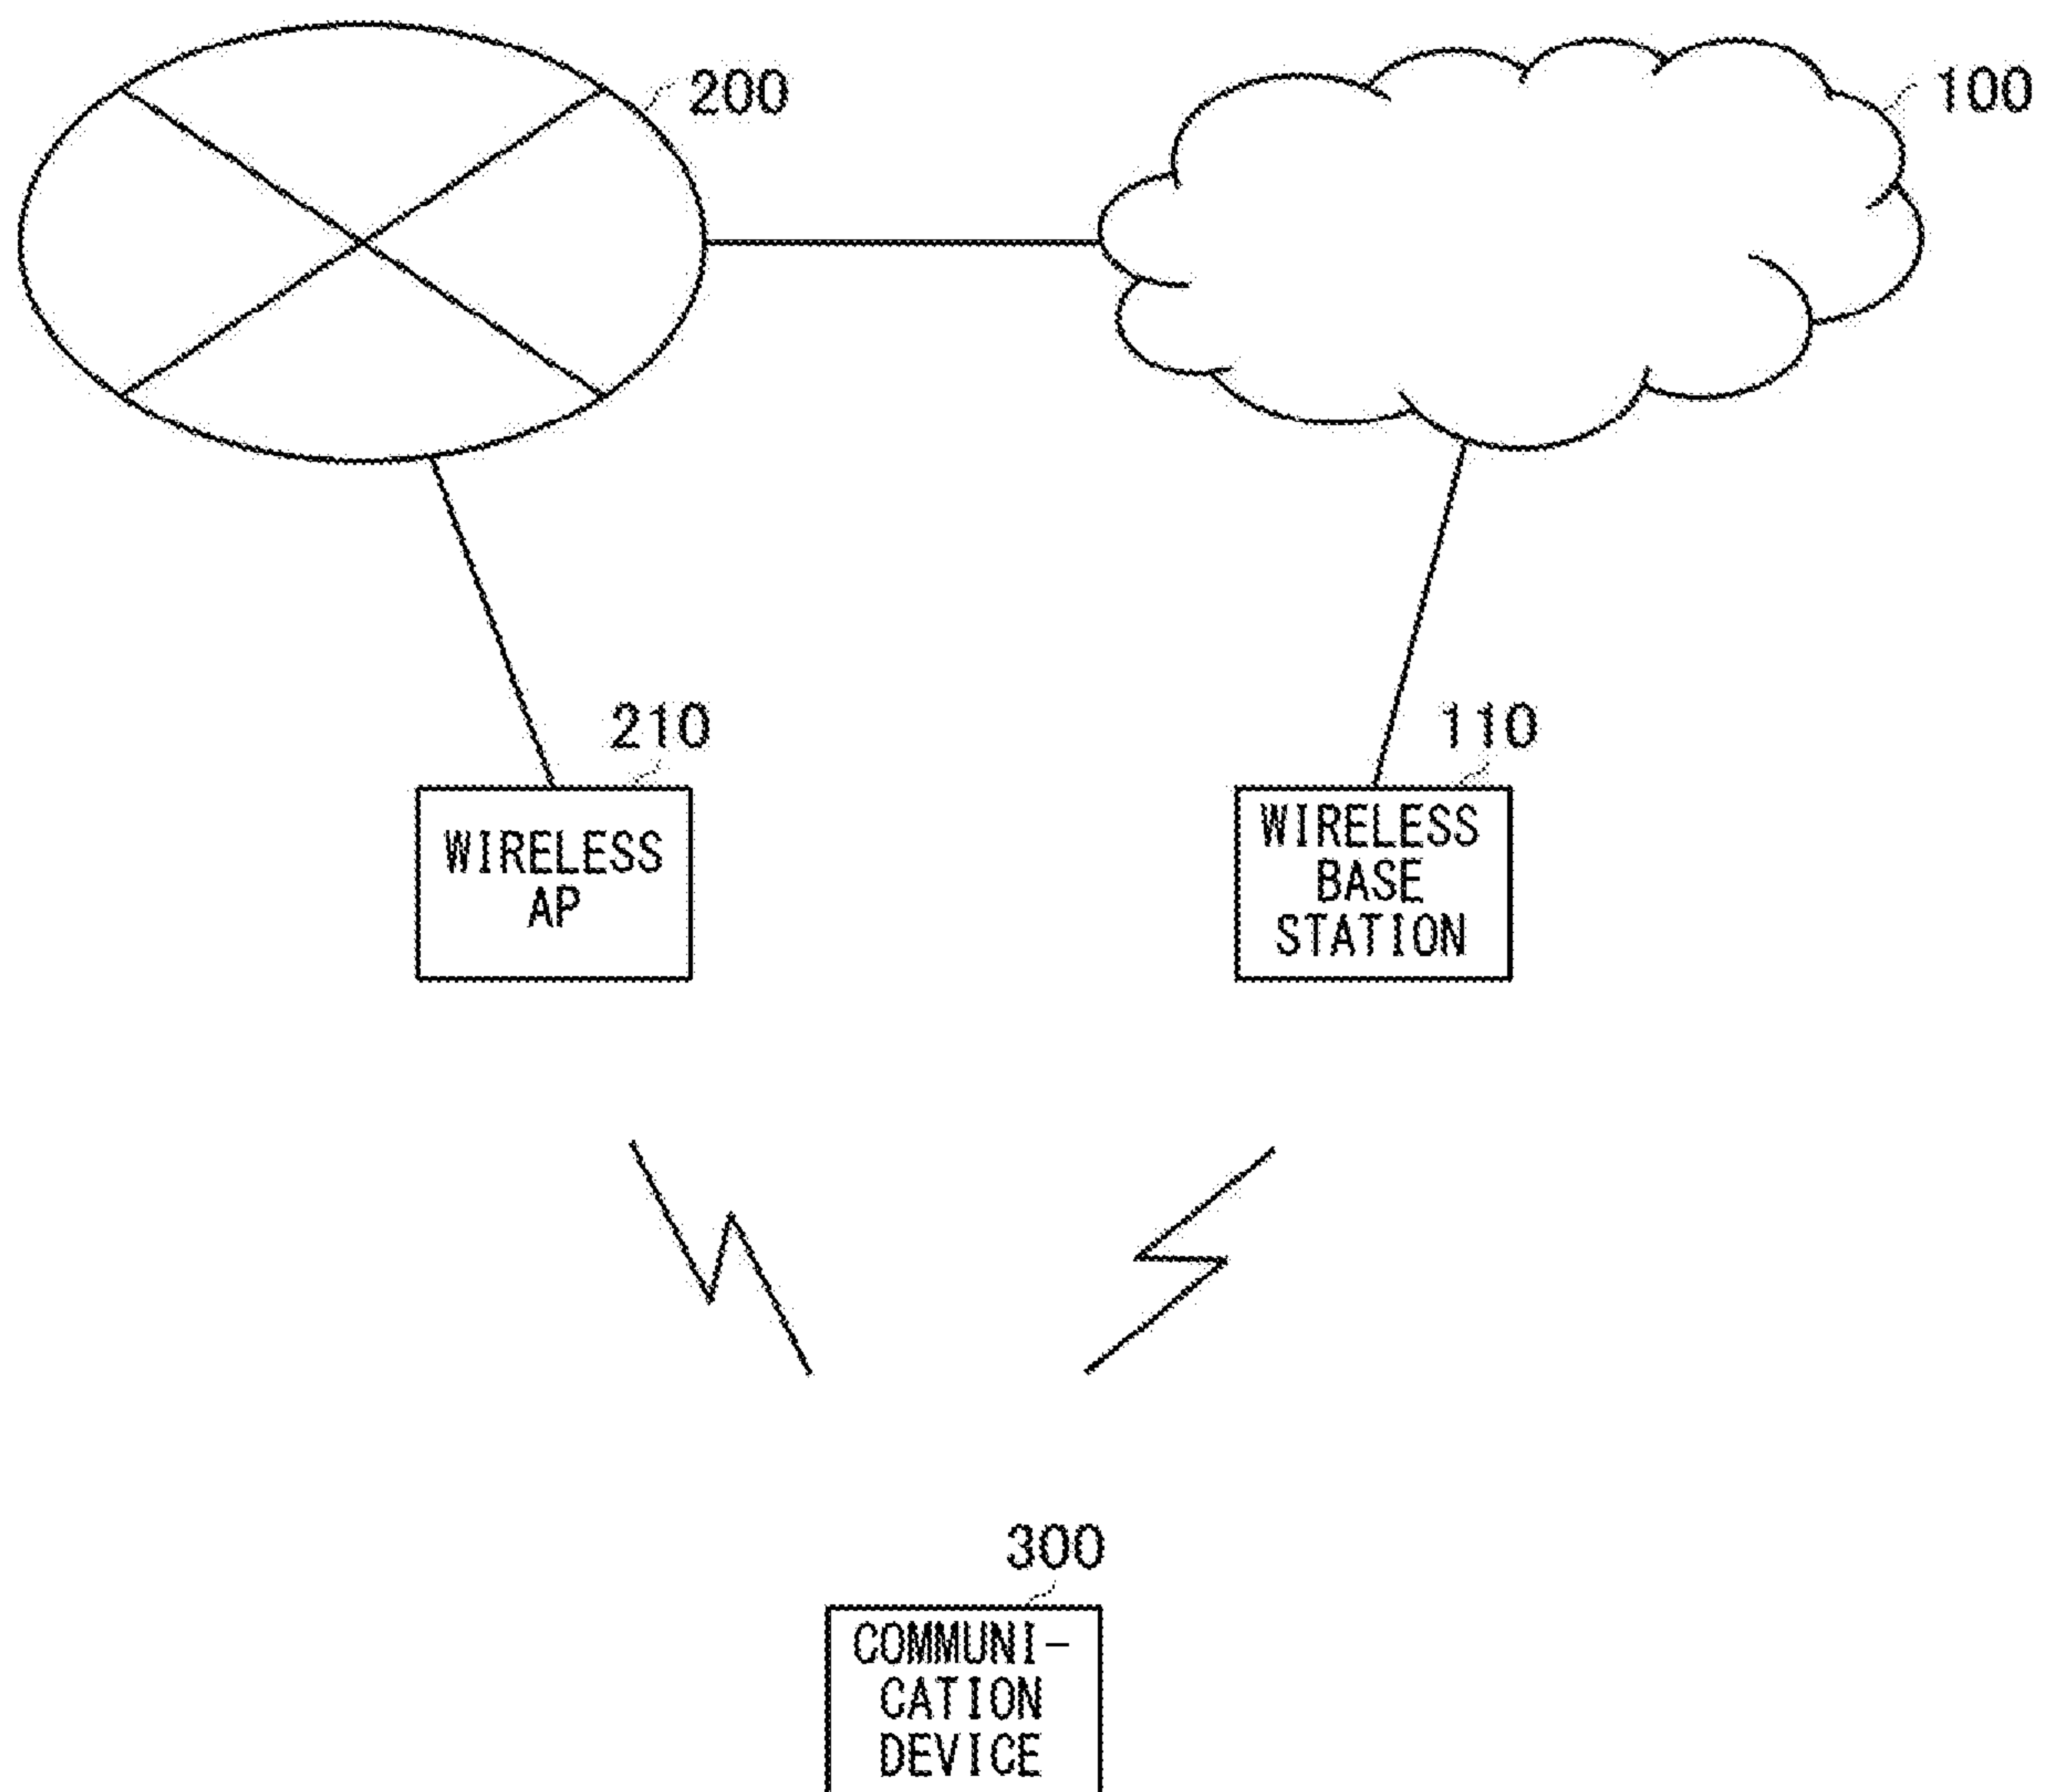 200
100
210
110
WIRELESS
AP
WIRELESS
BASE
STATION
300
COMMUNI-
CATION
DEVICE